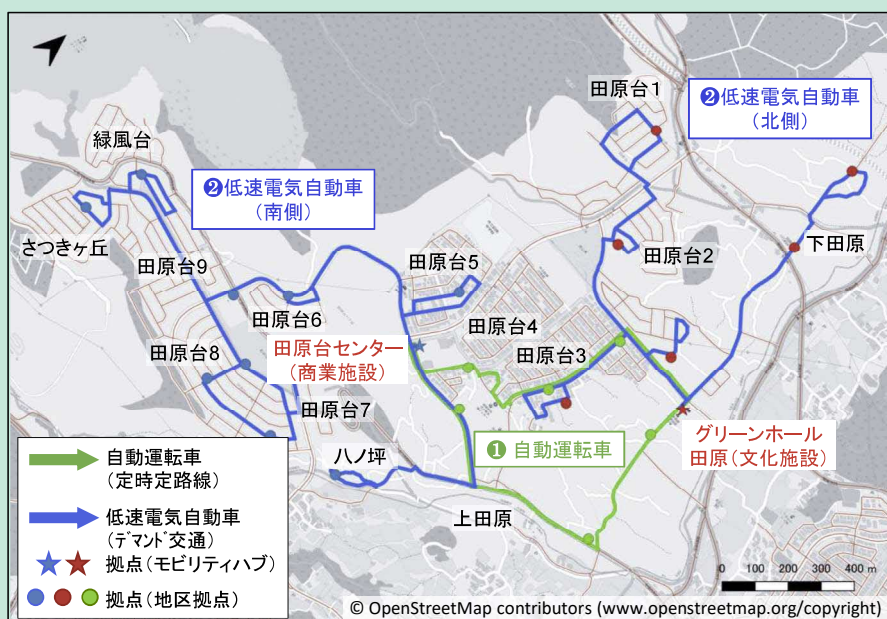 田原台1
❷低速電気自動車
(北側)
緑風台
❷低速電気自動車
(南側)
さつきヶ丘
田原台9
田原台5
田原台2
下田原
田原台6
田原台4
田原台8
田原台センター
(商業施設)
田原台3
田原台7
グリーンホール
田原(文化施設)
❶ 自動運転車
八ノ坪
上田原
自動運転車
(定時定路線)
低速電気自動車
(ﾃﾞﾏﾝﾄﾞ交通)
拠点(モビリティハブ)
拠点(地区拠点)
0 100 200 300 400 m
© OpenStreetMap contributors (www.openstreetmap.org/copyright)